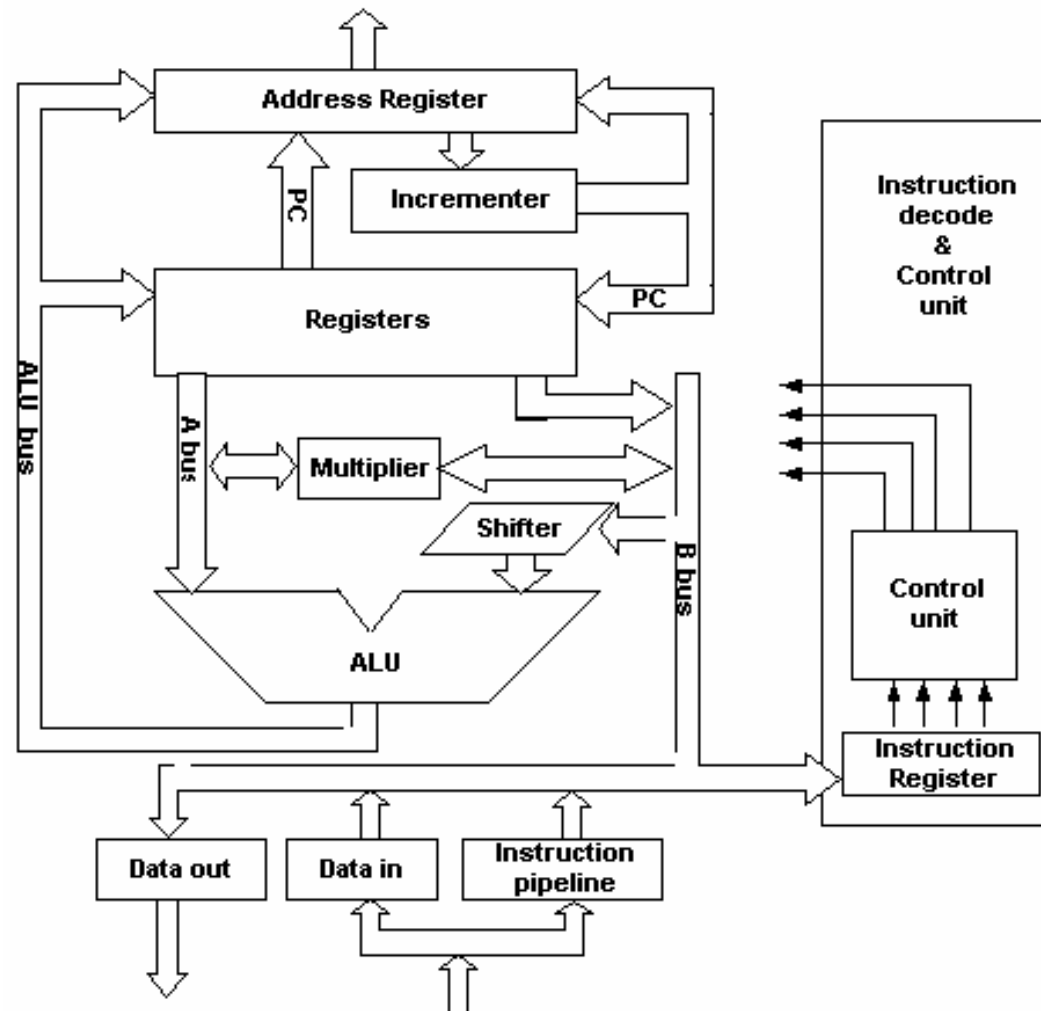 Address Register
PC
Incrementer
Registers
PC
ALU bus
A bus
Multiplier
Shifter
B bus
ALU
Instruction
decode
&
Control
unit
Control
unit
Instruction
Register
Data out
Data in
Instruction
pipeline